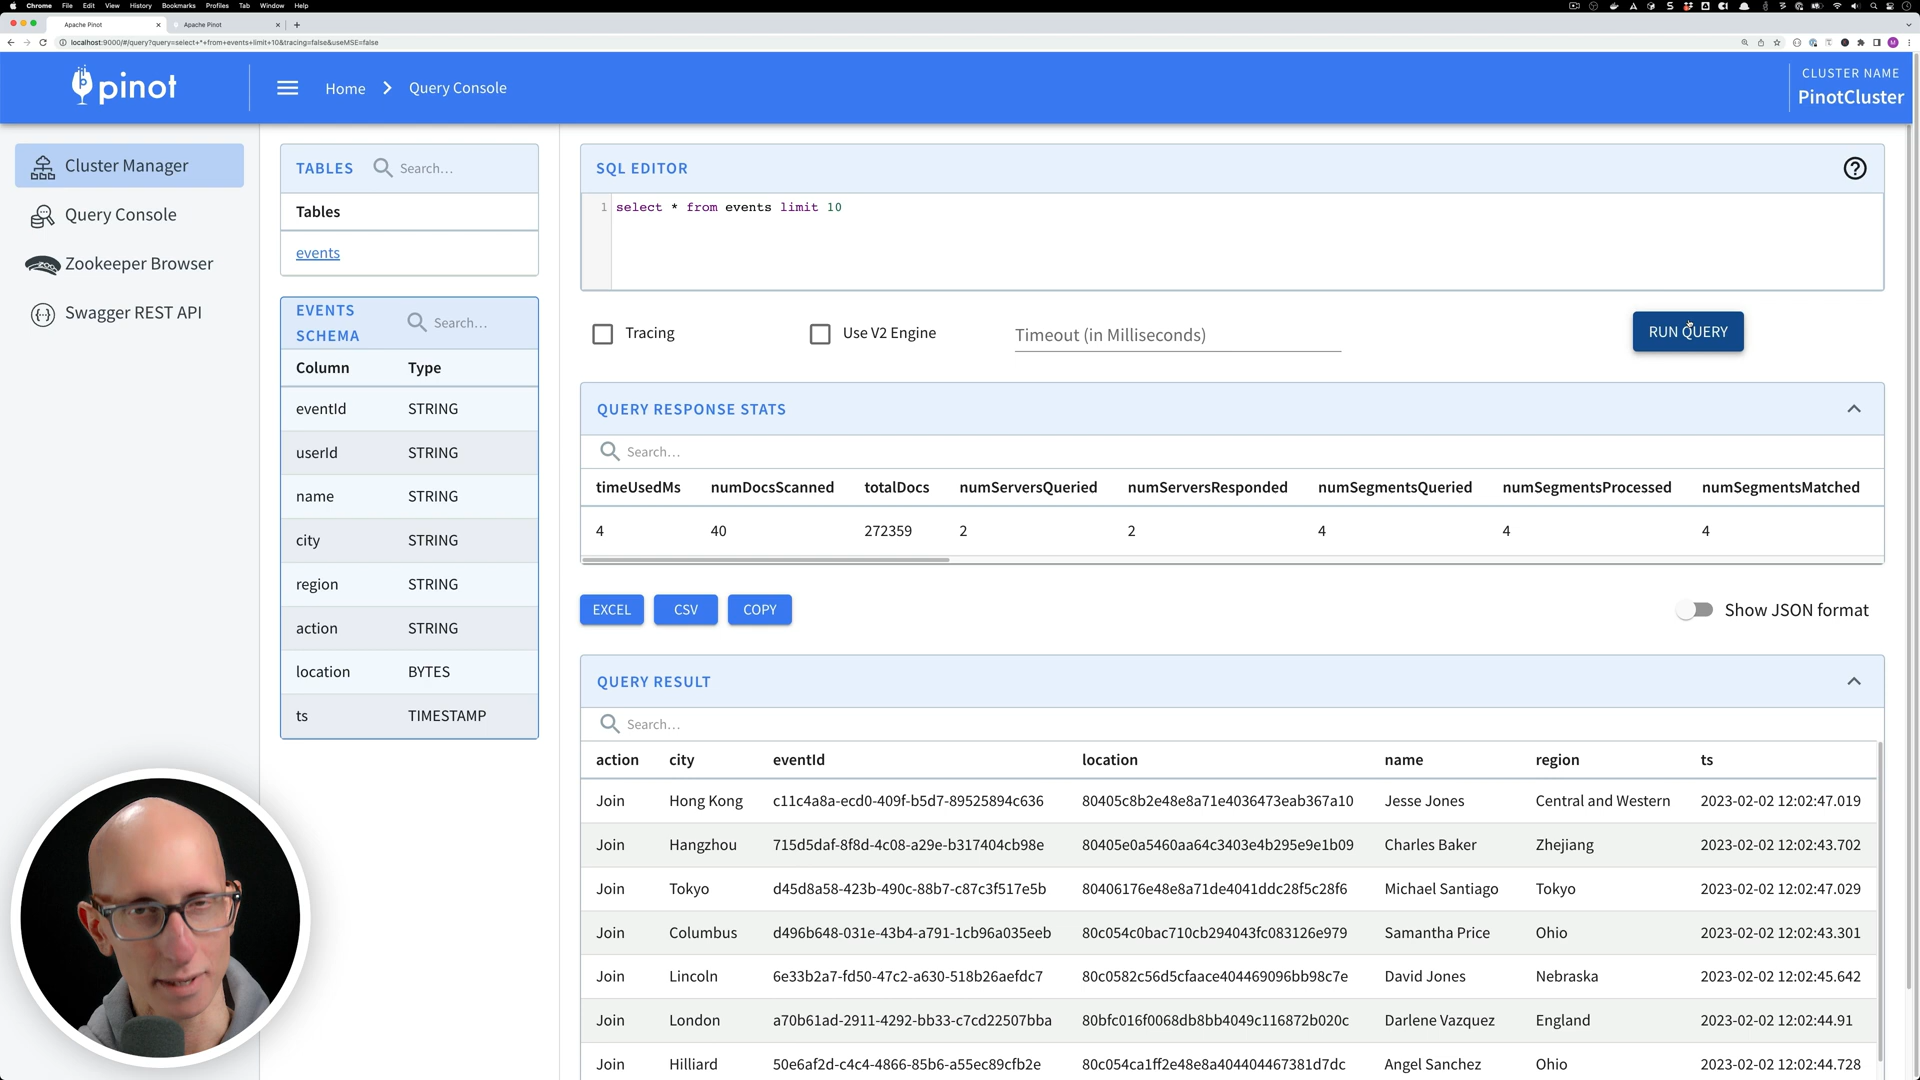 Chrome File Edit View History Bookmarks Profiles Tab Window Help
Apache Pinot
Apache Pinot
localhost:9000/#/query?query=select+*+from+events+limit+10&tracing=false&useMSE=false
pinot
Home
Query Console
CLUSTER NAME
PinotCluster
Cluster Manager
Query Console
Zookeeper Browser
Swagger REST API
TABLES Search...
Tables
events
EVENTS SCHEMA Search...
Column Type
eventId STRING
userId STRING
name STRING
city STRING
region STRING
action STRING
location BYTES
ts TIMESTAMP
SQL EDITOR
1 select * from events limit 10
Tracing Use V2 Engine Timeout (in Milliseconds) RUN QUERY
QUERY RESPONSE STATS
Search...
timeUsedMs numDocsScanned totalDocs numServersQueried numServersResponded numSegmentsQueried numSegmentsProcessed numSegmentsMatched
4 40 272359 2 2 4 4 4
EXCEL CSV COPY Show JSON format
QUERY RESULT
Search...
action city eventId location name region ts
Join Hong Kong c11c4a8a-ecd0-409f-b5d7-89525894c636 80405c8b2e48e8a71e4036473eab367a10 Jesse Jones Central and Western 2023-02-02 12:02:47.019
Join Hangzhou 715d5daf-8f8d-4c08-a29e-b317404cb98e 80405e0a5460aa64c3403e4b295e9e1b09 Charles Baker Zhejiang 2023-02-02 12:02:43.702
Join Tokyo d45d8a58-423b-490c-88b7-c87c3f517e5b 80406176e48e8a71de4041ddc28f5c28f6 Michael Santiago Tokyo 2023-02-02 12:02:47.029
Join Columbus d496b648-031e-43b4-a791-1cb96a035eeb 80c054c0bac710cb294043fc083126e979 Samantha Price Ohio 2023-02-02 12:02:43.301
Join Lincoln 6e33b2a7-fd50-47c2-a630-518b26aefdc7 80c0582c56d5cfaace404469096bb98c7e David Jones Nebraska 2023-02-02 12:02:45.642
Join London a70b61ad-2911-4292-bb33-c7cd22507bba 80bfc016f0068db8bb4049c116872b020c Darlene Vazquez England 2023-02-02 12:02:44.91
Join Hilliard 50e6af2d-c4c4-4866-85b6-a55ec89cfb2e 80c054ca1ff2e48e8a404404467381d7dc Angel Sanchez Ohio 2023-02-02 12:02:44.728